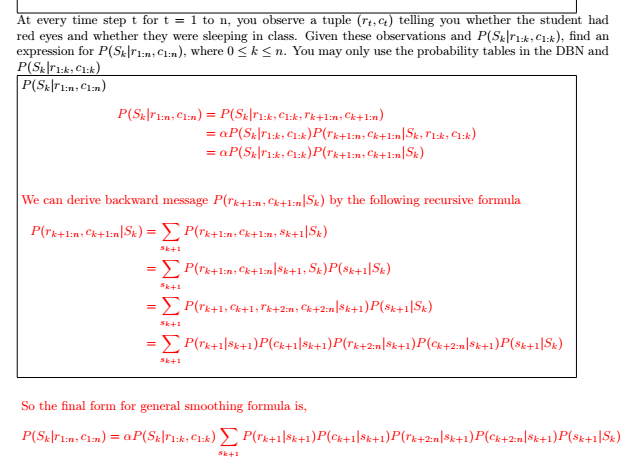 At every time step t for t = 1 to n, you observe a tuple (r_t, c_t) telling you whether the student had
red eyes and whether they were sleeping in class. Given these observations and P(S_k|r_{1:k}, c_{1:k}), find an
expression for P(S_k|r_{1:n}, c_{1:n}), where 0 ≤ k ≤ n. You may only use the probability tables in the DBN and
P(S_k|r_{1:k}, c_{1:k})
P(S_k|r_{1:n}, c_{1:n})
P(S_k|r_{1:n}, c_{1:n}) = P(S_k|r_{1:k}, c_{1:k}, r_{k+1:n}, c_{k+1:n})
= αP(S_k|r_{1:k}, c_{1:k})P(r_{k+1:n}, c_{k+1:n}|S_k, r_{1:k}, c_{1:k})
= αP(S_k|r_{1:k}, c_{1:k})P(r_{k+1:n}, c_{k+1:n}|S_k)
We can derive backward message P(r_{k+1:n}, c_{k+1:n}|S_k) by the following recursive formula
P(r_{k+1:n}, c_{k+1:n}|S_k) = ∑_{s_{k+1}} P(r_{k+1:n}, c_{k+1:n}, s_{k+1}|S_k)
= ∑_{s_{k+1}} P(r_{k+1:n}, c_{k+1:n}|s_{k+1}, S_k)P(s_{k+1}|S_k)
= ∑_{s_{k+1}} P(r_{k+1}, c_{k+1}, r_{k+2:n}, c_{k+2:n}|s_{k+1})P(s_{k+1}|S_k)
= ∑_{s_{k+1}} P(r_{k+1}|s_{k+1})P(c_{k+1}|s_{k+1})P(r_{k+2:n}|s_{k+1})P(c_{k+2:n}|s_{k+1})P(s_{k+1}|S_k)
So the final form for general smoothing formula is,
P(S_k|r_{1:n}, c_{1:n}) = αP(S_k|r_{1:k}, c_{1:k}) ∑_{s_{k+1}} P(r_{k+1}|s_{k+1})P(c_{k+1}|s_{k+1})P(r_{k+2:n}|s_{k+1})P(c_{k+2:n}|s_{k+1})P(s_{k+1}|S_k)